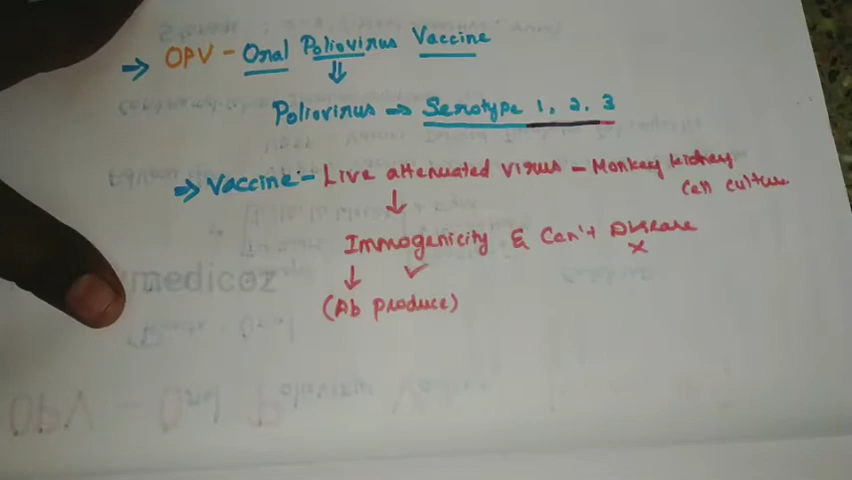 ⇒ OPV - Oral Poliovirus Vaccine
⇓
Poliovirus ⇒ Serotype 1, 2, 3
⇒ Vaccine:- Live attenuated virus - Monkey kidney
cell culture
↓
Immogenicity & Can't Disease
↓ ✓ ×
(Ab produce)
medicoz